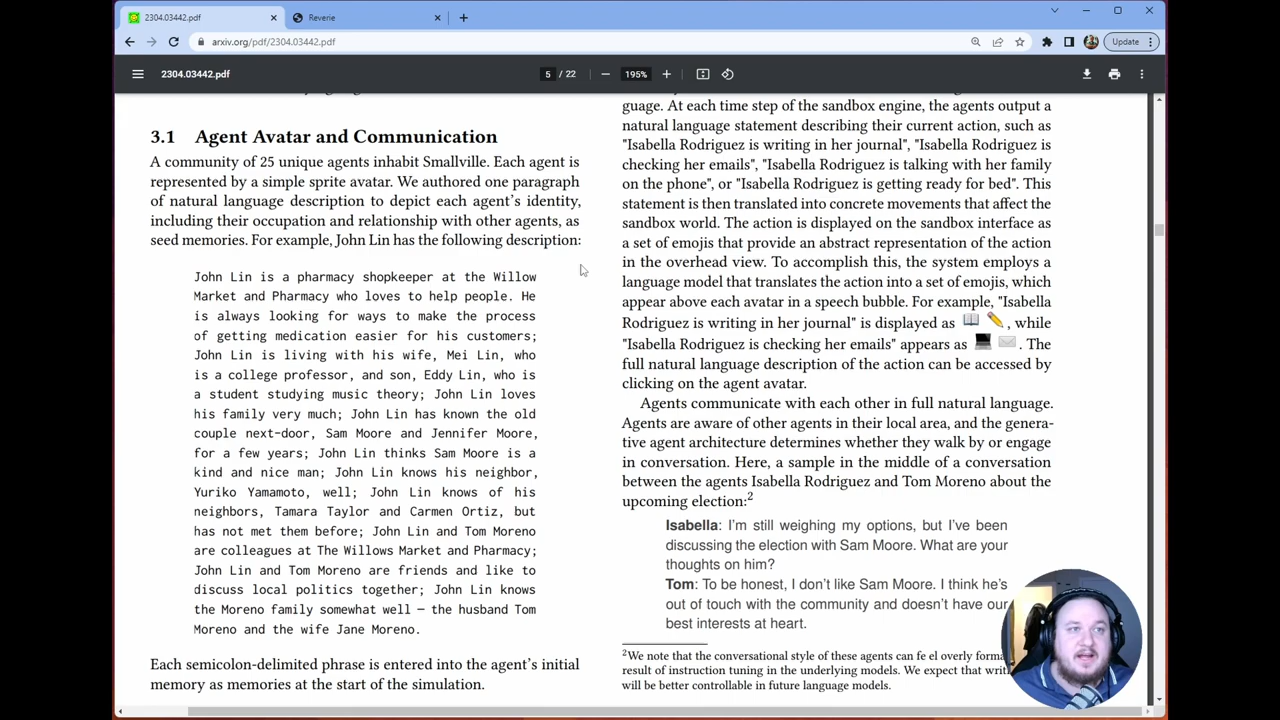 2304.03442.pdf
Reverie
arxiv.org/pdf/2304.03442.pdf
Update
2304.03442.pdf
5 / 22
195%
3.1 Agent Avatar and Communication
A community of 25 unique agents inhabit Smallville. Each agent is
represented by a simple sprite avatar. We authored one paragraph
of natural language description to depict each agent's identity,
including their occupation and relationship with other agents, as
seed memories. For example, John Lin has the following description:
John Lin is a pharmacy shopkeeper at the Willow
Market and Pharmacy who loves to help people. He
is always looking for ways to make the process
of getting medication easier for his customers;
John Lin is living with his wife, Mei Lin, who
is a college professor, and son, Eddy Lin, who is
a student studying music theory; John Lin loves
his family very much; John Lin has known the old
couple next-door, Sam Moore and Jennifer Moore,
for a few years; John Lin thinks Sam Moore is a
kind and nice man; John Lin knows his neighbor,
Yuriko Yamamoto, well; John Lin knows of his
neighbors, Tamara Taylor and Carmen Ortiz, but
has not met them before; John Lin and Tom Moreno
are colleagues at The Willows Market and Pharmacy;
John Lin and Tom Moreno are friends and like to
discuss local politics together; John Lin knows
the Moreno family somewhat well – the husband Tom
Moreno and the wife Jane Moreno.
Each semicolon-delimited phrase is entered into the agent's initial
memory as memories at the start of the simulation.
guage. At each time step of the sandbox engine, the agents output a
natural language statement describing their current action, such as
"Isabella Rodriguez is writing in her journal", "Isabella Rodriguez is
checking her emails", "Isabella Rodriguez is talking with her family
on the phone", or "Isabella Rodriguez is getting ready for bed". This
statement is then translated into concrete movements that affect the
sandbox world. The action is displayed on the sandbox interface as
a set of emojis that provide an abstract representation of the action
in the overhead view. To accomplish this, the system employs a
language model that translates the action into a set of emojis, which
appear above each avatar in a speech bubble. For example, "Isabella
Rodriguez is writing in her journal" is displayed as 📖 ✏️, while
"Isabella Rodriguez is checking her emails" appears as 💻 ✉️. The
full natural language description of the action can be accessed by
clicking on the agent avatar.
Agents communicate with each other in full natural language.
Agents are aware of other agents in their local area, and the genera-
tive agent architecture determines whether they walk by or engage
in conversation. Here, a sample in the middle of a conversation
between the agents Isabella Rodriguez and Tom Moreno about the
upcoming election:2
Isabella: I'm still weighing my options, but I've been
discussing the election with Sam Moore. What are your
thoughts on him?
Tom: To be honest, I don't like Sam Moore. I think he's
out of touch with the community and doesn't have our
best interests at heart.
2We note that the conversational style of these agents can fe el overly forma
result of instruction tuning in the underlying models. We expect that writ
will be better controllable in future language models.